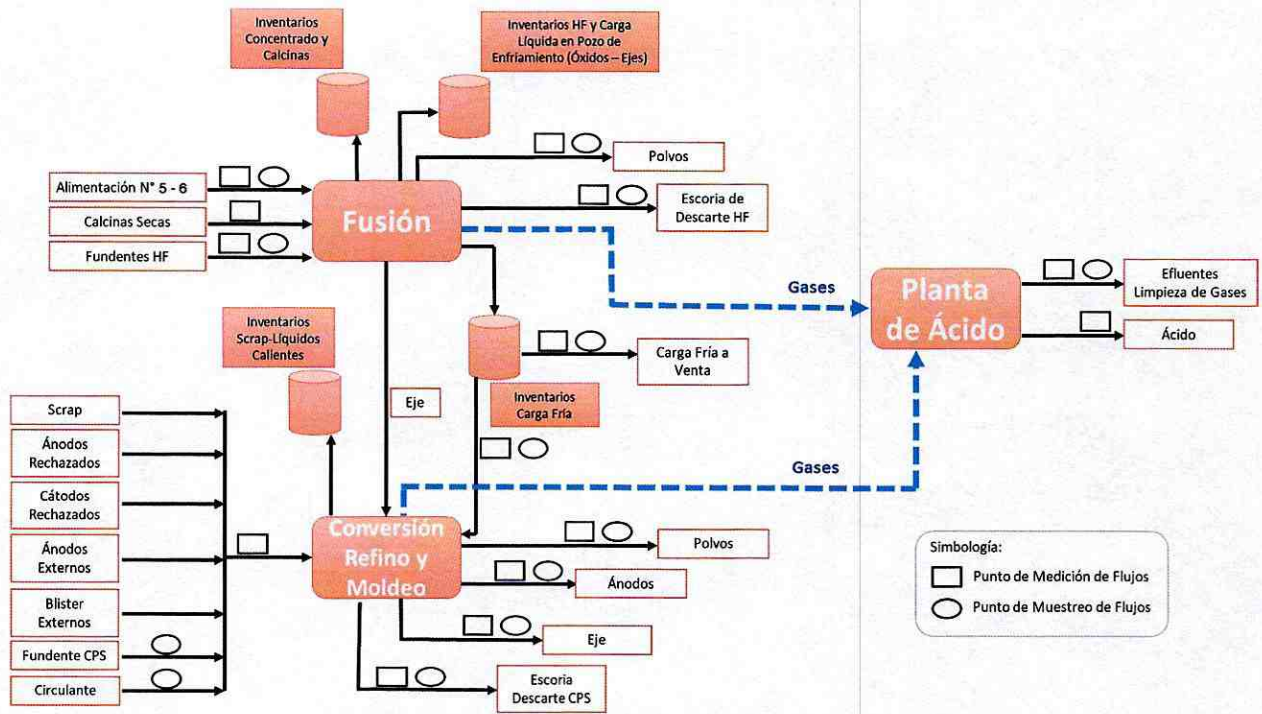 Inventarios
Concentrado y
Calcinas
Inventarios HF y Carga
Líquida en Pozo de
Enfriamiento (Óxidos – Ejes)
Polvos
Alimentación N° 5 - 6
Calcinas Secas
Fundentes HF
Fusión
Escoria de
Descarte HF
Gases
Planta
de Ácido
Efluentes
Limpieza de Gases
Ácido
Inventarios
Scrap-Líquidos
Calientes
Carga Fría a
Venta
Eje
Inventarios
Carga Fría
Scrap
Ánodos
Rechazados
Cátodos
Rechazados
Ánodos
Externos
Blister
Externos
Fundente CPS
Circulante
Gases
Conversión
Refino y
Moldeo
Polvos
Ánodos
Eje
Escoria
Descarte CPS
Simbología:
Punto de Medición de Flujos
Punto de Muestreo de Flujos